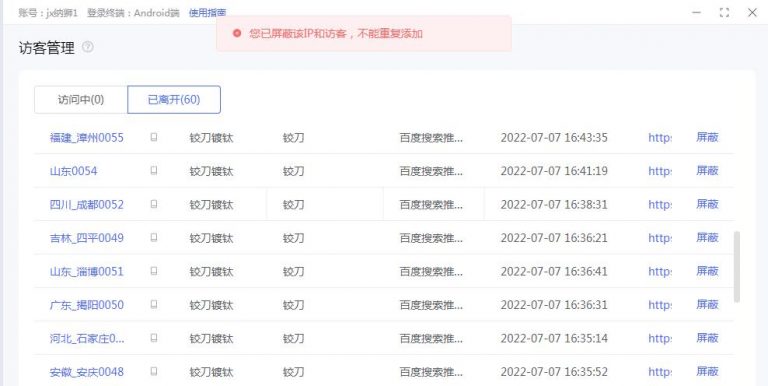 账号：jx纳狮1 登录终端：Android端 使用指南
您已屏蔽该IP和访客，不能重复添加
访客管理
访问中(0) 已离开(60)
福建_漳州0055 铰刀镀钛 铰刀 百度搜索推... 2022-07-07 16:43:35 https 屏蔽
山东0054 铰刀镀钛 铰刀 百度搜索推... 2022-07-07 16:41:19 https 屏蔽
四川_成都0052 铰刀镀钛 铰刀 百度搜索推... 2022-07-07 16:38:31 https 屏蔽
吉林_四平0049 铰刀镀钛 铰刀 百度搜索推... 2022-07-07 16:36:21 https 屏蔽
山东_淄博0051 铰刀镀钛 铰刀 百度搜索推... 2022-07-07 16:36:41 https 屏蔽
广东_揭阳0050 铰刀镀钛 铰刀 百度搜索推... 2022-07-07 16:36:31 https 屏蔽
河北_石家庄0... 铰刀镀钛 铰刀 百度搜索推... 2022-07-07 16:35:14 https 屏蔽
安徽_安庆0048 铰刀镀钛 铰刀 百度搜索推... 2022-07-07 16:35:52 https 屏蔽